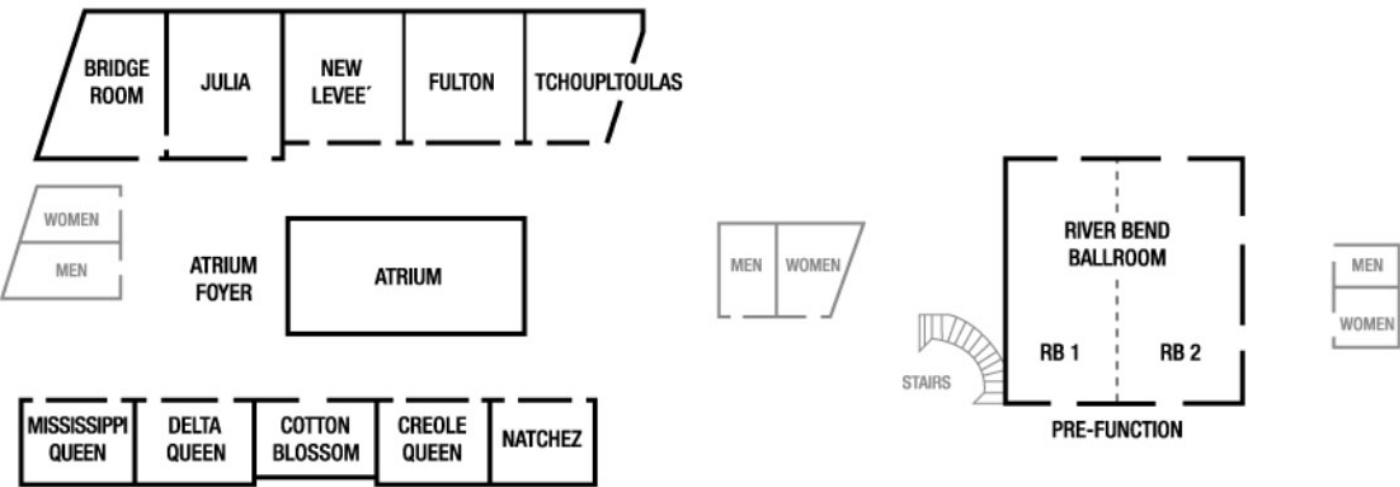 BRIDGE
ROOM
JULIA
NEW
LEVEE´
FULTON
TCHOUPLTOULAS
WOMEN
MEN
ATRIUM
FOYER
ATRIUM
MEN
WOMEN
RIVER BEND
BALLROOM
RB 1
RB 2
MEN
WOMEN
STAIRS
PRE-FUNCTION
MISSISSIPPI
QUEEN
DELTA
QUEEN
COTTON
BLOSSOM
CREOLE
QUEEN
NATCHEZ